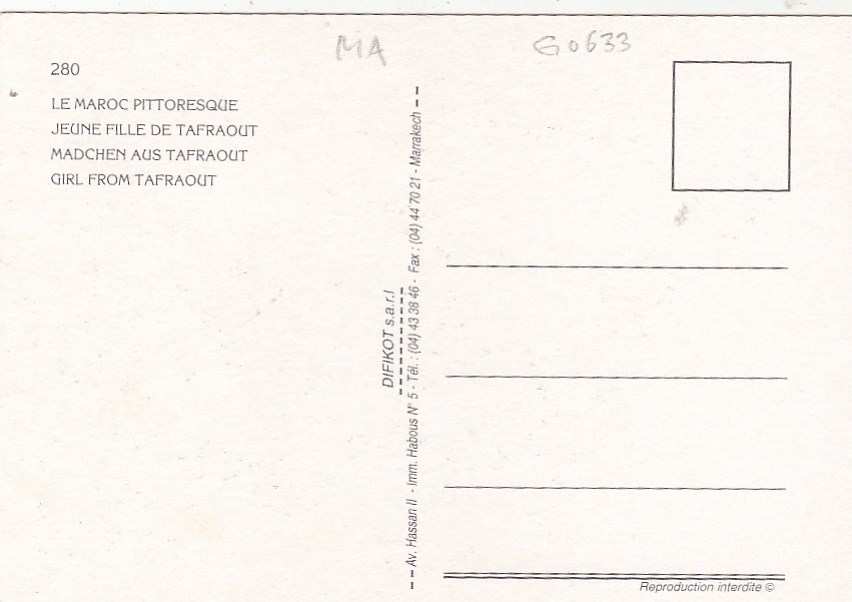 MA
G0633
280
LE MAROC PITTORESQUE
JEUNE FILLE DE TAFRAOUT
MADCHEN AUS TAFRAOUT
GIRL FROM TAFRAOUT
DIFIKOT s.a.r.l
Av. Hassan II - Imm. Habous N° 5 - Tél. : (04) 43 38 46 - Fax : (04) 44 70 21 - Marrakech
Reproduction interdite ©